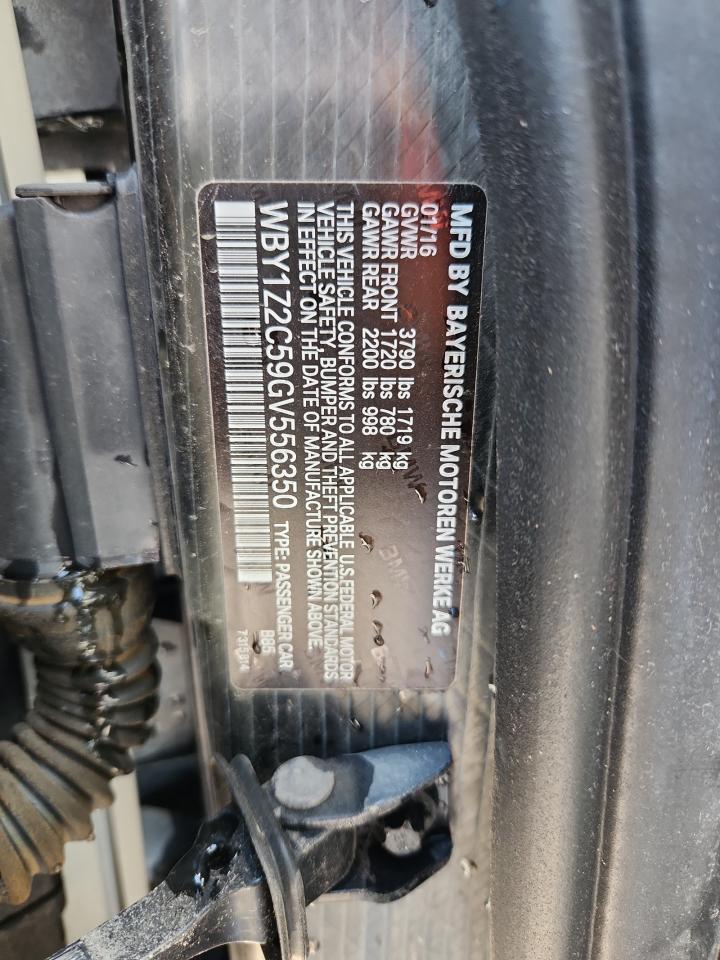 MFD BY BAYERISCHE MOTOREN WERKE AG
01/16
GVWR 3790 lbs 1719 kg
GAWR FRONT 1720 lbs 780 kg
GAWR REAR 2200 lbs 998 kg
THIS VEHICLE CONFORMS TO ALL APPLICABLE U.S. FEDERAL MOTOR
VEHICLE SAFETY, BUMPER AND THEFT PREVENTION STANDARDS
IN EFFECT ON THE DATE OF MANUFACTURE SHOWN ABOVE.
WBY1Z2C59GV556350 TYPE: PASSENGER CAR